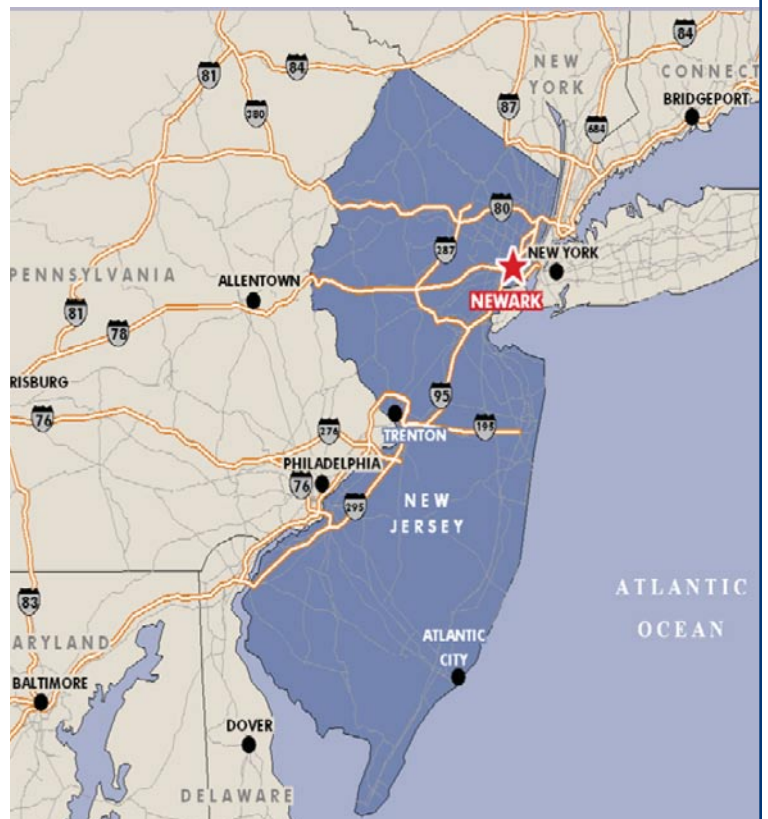 84
84
81
NEW
YORK
CONNECT
87
BRIDGEPORT
380
684
80
287
NEW YORK
PENNSYLVANIA
ALLENTOWN
NEWARK
81
78
RISBURG
95
76
276
TRENTON
195
PHILADELPHIA
76
295
NEW
JERSEY
ATLANTIC
OCEAN
83
ARYLAND
ATLANTIC
CITY
BALTIMORE
DOVER
DELAWARE